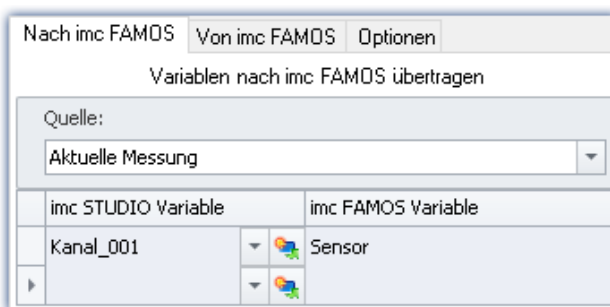 Nach imc FAMOS Von imc FAMOS Optionen
Variablen nach imc FAMOS übertragen
Quelle:
Aktuelle Messung
imc STUDIO Variable imc FAMOS Variable
Kanal_001 Sensor